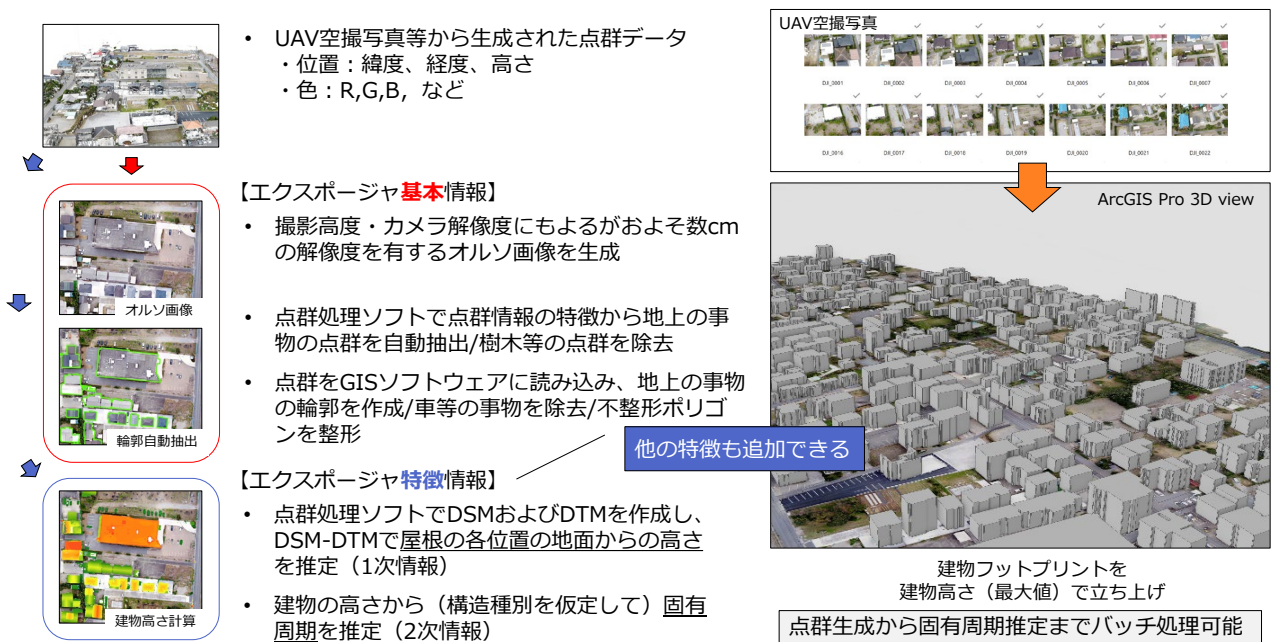 ・ UAV空撮写真等から生成された点群データ
・位置：緯度、経度、高さ
・色：R,G,B，など
【エクスポージャ基本情報】
・ 撮影高度・カメラ解像度にもよるがおよそ数cm
の解像度を有するオルソ画像を生成
オルソ画像
・ 点群処理ソフトで点群情報の特徴から地上の事
物の点群を自動抽出/樹木等の点群を除去
・ 点群をGISソフトウェアに読み込み、地上の事物
の輪郭を作成/車等の事物を除去/不整形ポリゴ
ンを整形
輪郭自動抽出
他の特徴も追加できる
【エクスポージャ特徴情報】
・ 点群処理ソフトでDSMおよびDTMを作成し、
DSM-DTMで屋根の各位置の地面からの高さ
を推定（1次情報）
・ 建物の高さから（構造種別を仮定して）固有
周期を推定（2次情報）
建物高さ計算
UAV空撮写真
DJI_0001 DJI_0002 DJI_0003 DJI_0004 DJI_0005 DJI_0006 DJI_0007
DJI_0016 DJI_0017 DJI_0018 DJI_0019 DJI_0020 DJI_0021 DJI_0022
ArcGIS Pro 3D view
建物フットプリントを
建物高さ（最大値）で立ち上げ
点群生成から固有周期推定までバッチ処理可能